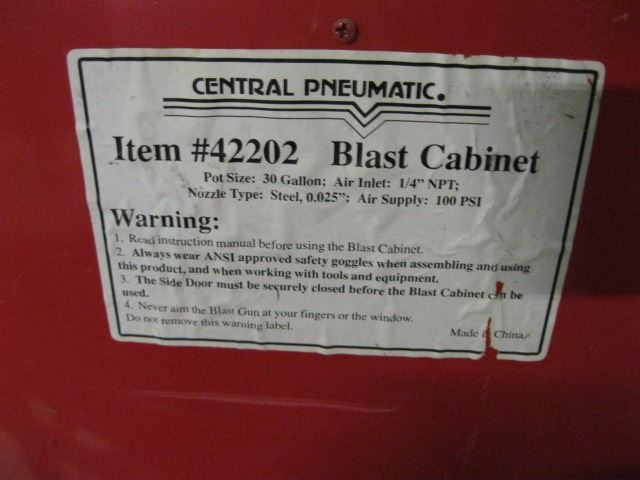 CENTRAL PNEUMATIC.
Item #42202 Blast Cabinet
Pot Size: 30 Gallon; Air Inlet: 1/4" NPT;
Nozzle Type: Steel, 0.025"; Air Supply: 100 PSI
Warning:
1. Read instruction manual before using the Blast Cabinet.
2. Always wear ANSI approved safety goggles when assembling and using
this product, and when working with tools and equipment.
3. The Side Door must be securely closed before the Blast Cabinet can be
used.
4. Never aim the Blast Gun at your fingers or the window.
Do not remove this warning label.
Made in China.